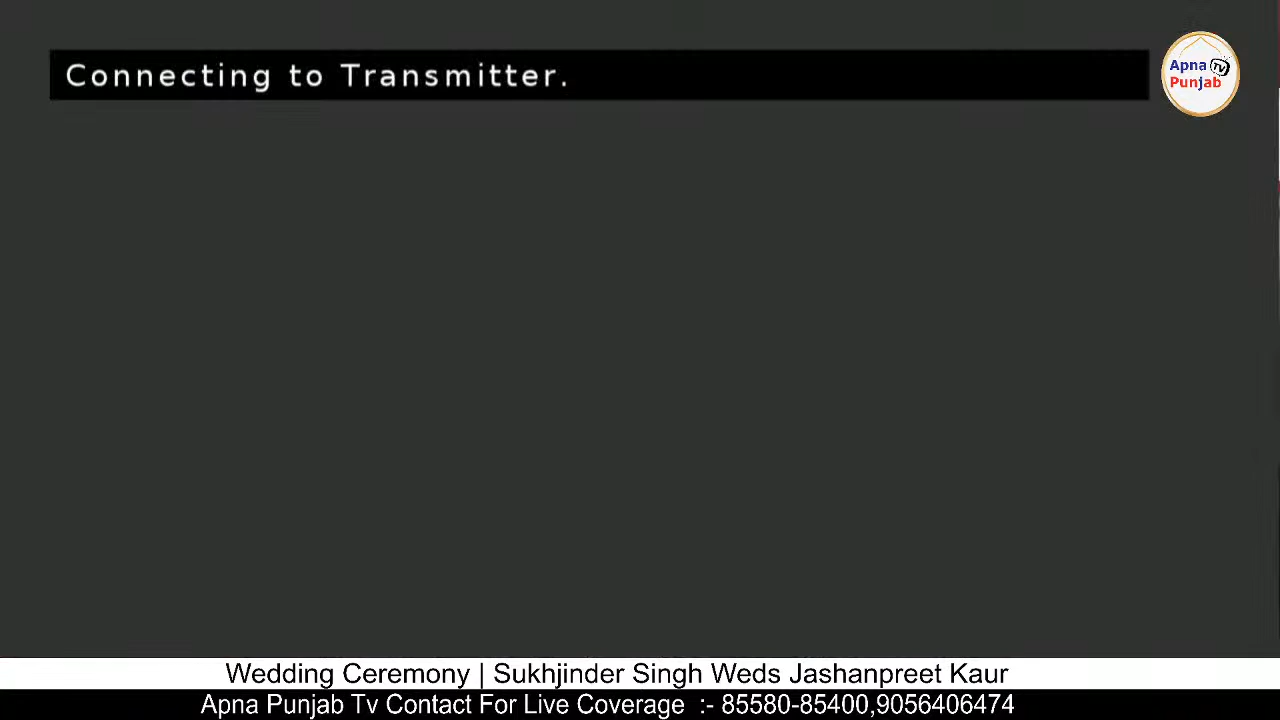 Connecting to Transmitter.
Apna TV
Punjab
Wedding Ceremony | Sukhjinder Singh Weds Jashanpreet Kaur
Apna Punjab Tv Contact For Live Coverage :- 85580-85400,9056406474